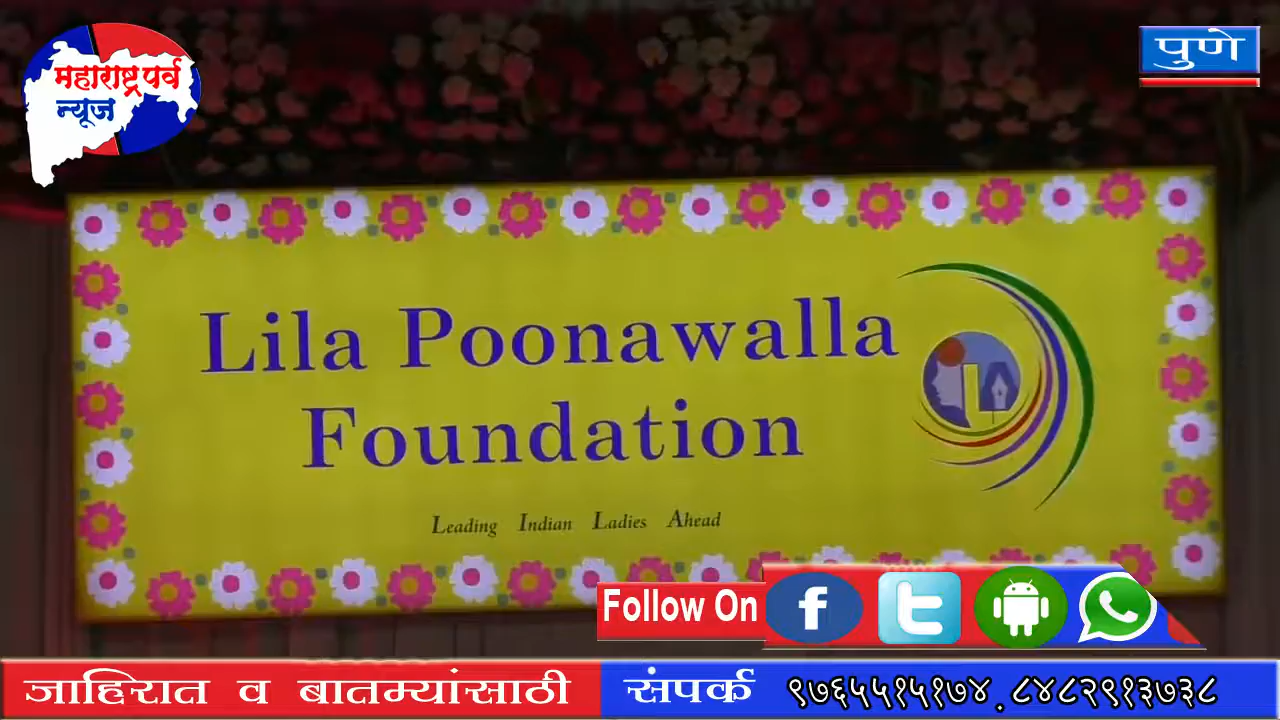 महाराष्ट्र पर्व
न्यूज
पुणे
Lila Poonawalla
Foundation
Leading Indian Ladies Ahead
Follow On
जाहिरात व बातम्यांसाठी संपर्क ९७६५५१५१७४. ८४८२९१३७३८